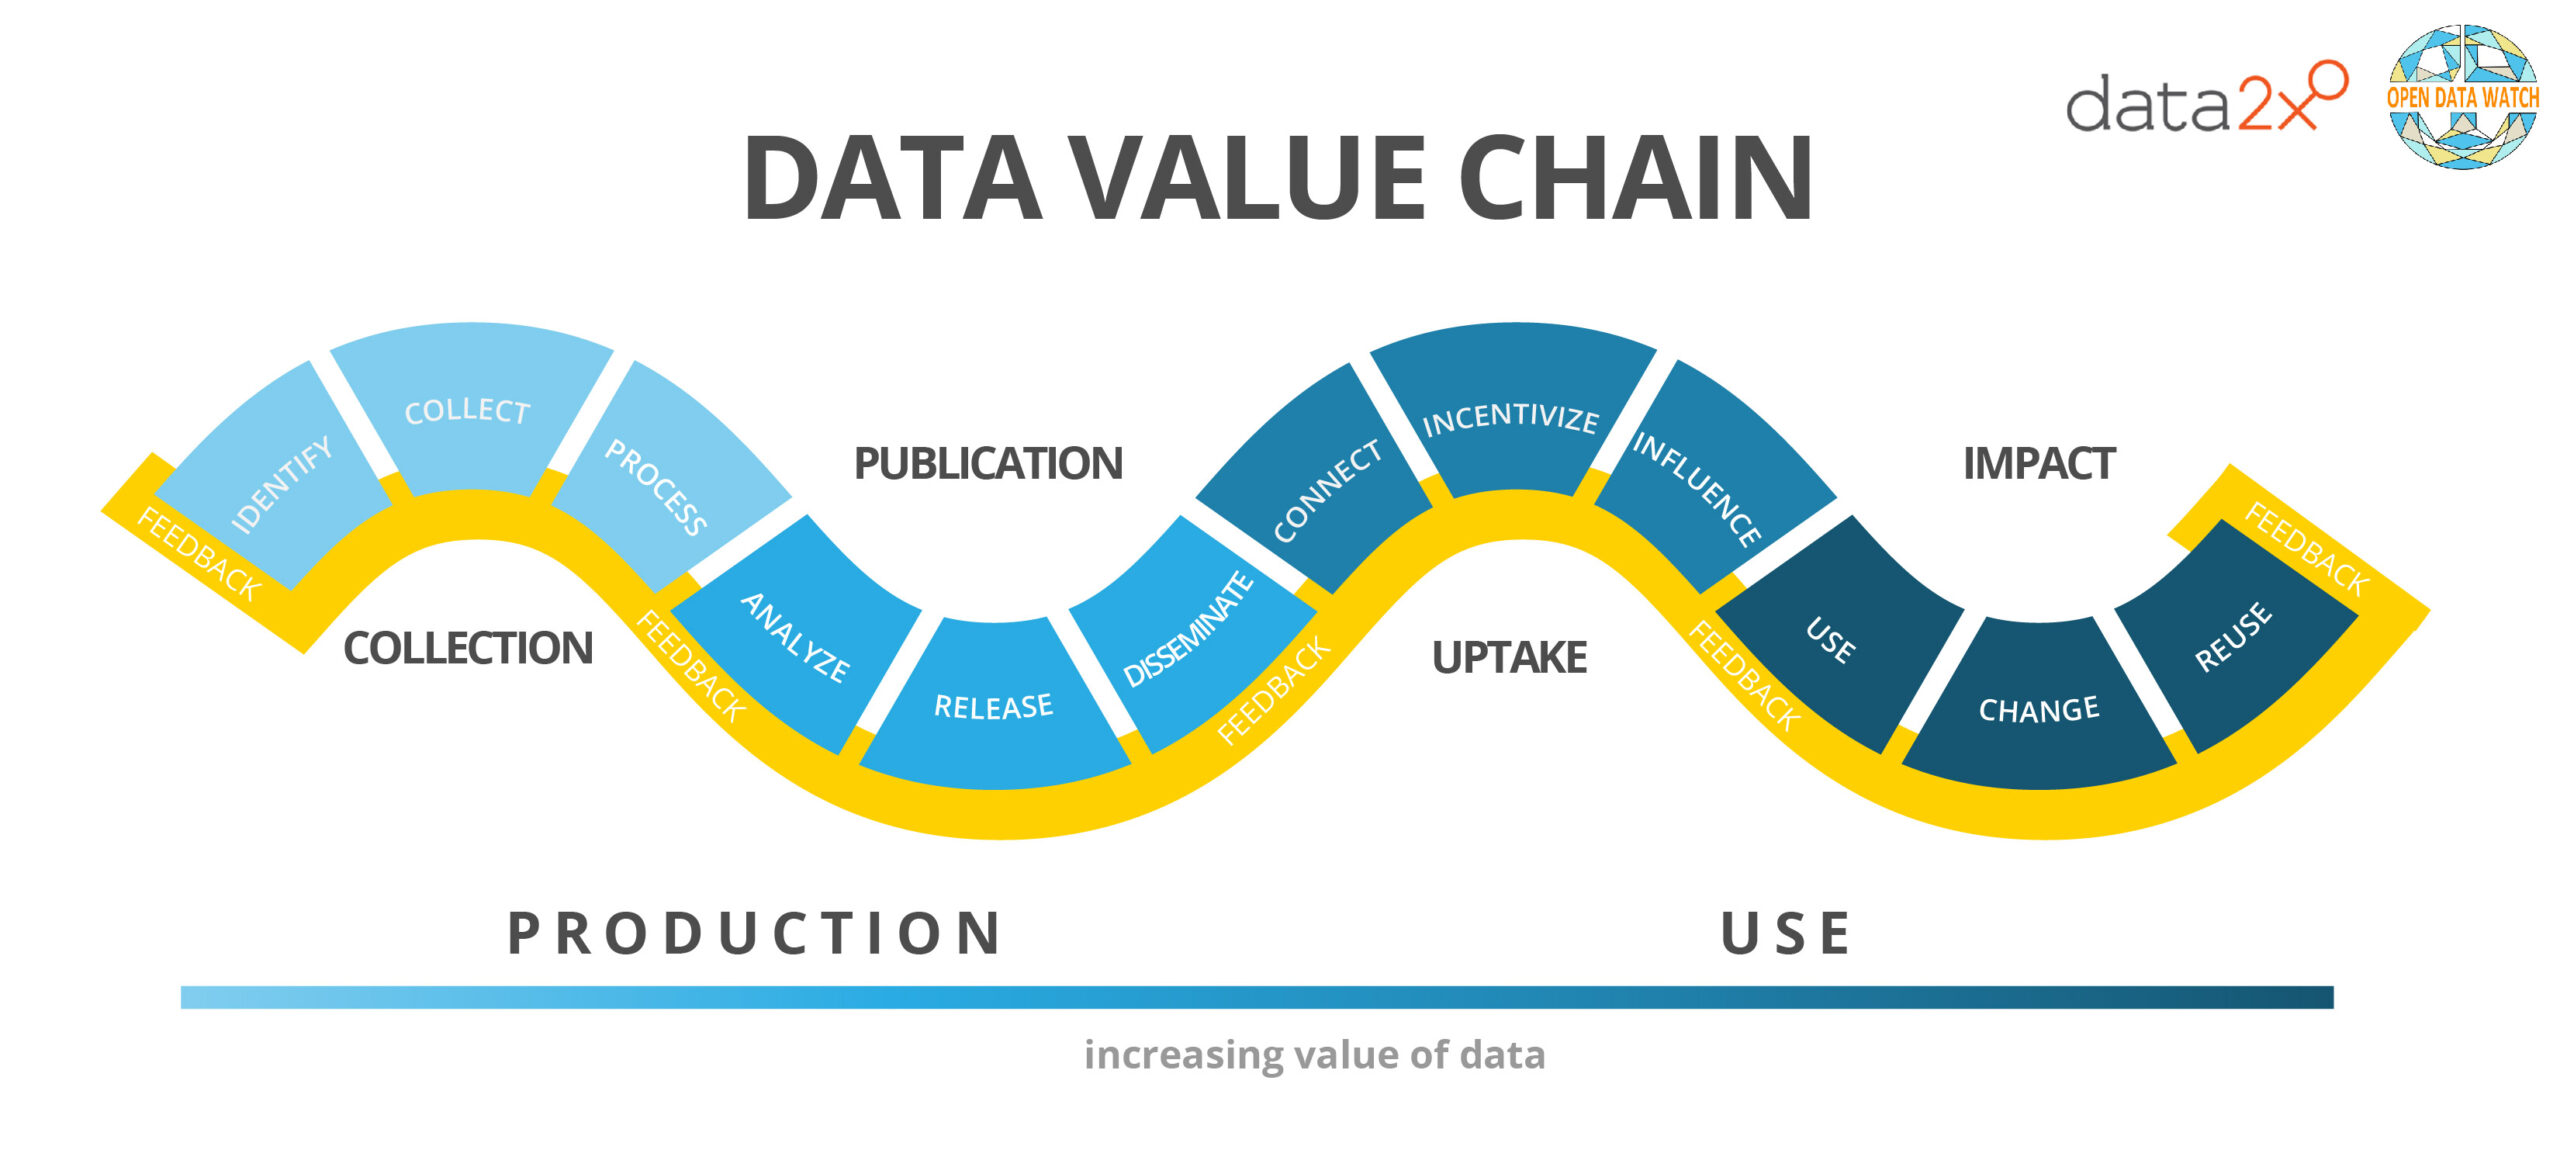 data2x
OPEN DATA WATCH
DATA VALUE CHAIN
FEEDBACK
IDENTIFY
COLLECT
PROCESS
COLLECTION
FEEDBACK
PUBLICATION
ANALYZE
RELEASE
DISSEMINATE
FEEDBACK
CONNECT
INCENTIVIZE
INFLUENCE
UPTAKE
FEEDBACK
IMPACT
USE
CHANGE
REUSE
FEEDBACK
PRODUCTION
USE
increasing value of data